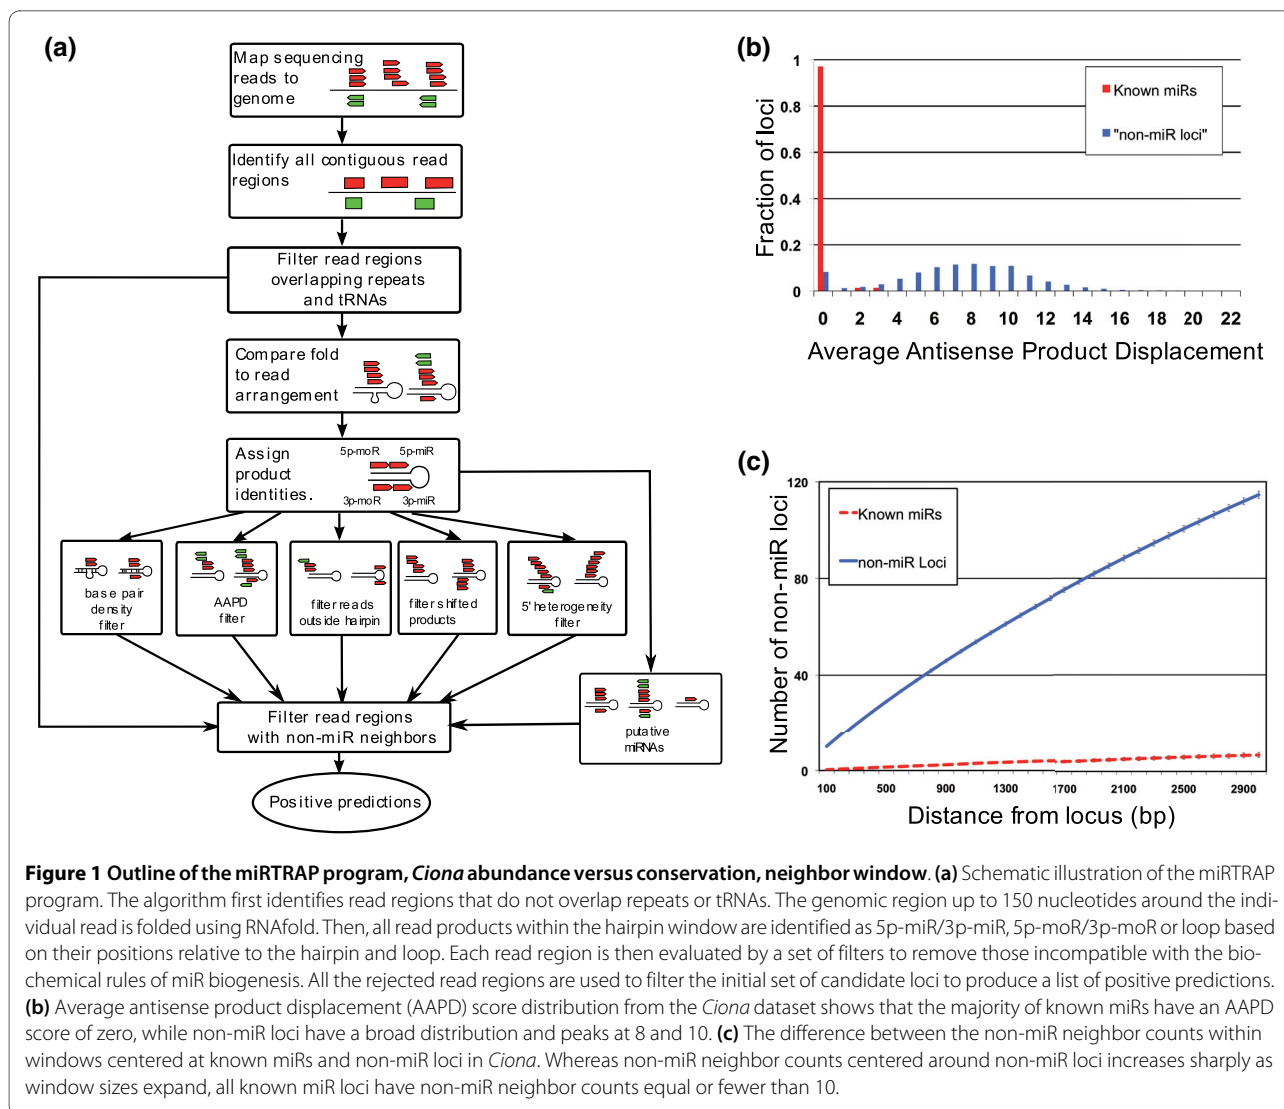 (a)
Map sequencing
reads to
genome
Identify all contiguous read
regions
Filter read regions
overlapping repeats
and tRNAs
Compare fold
to read
arrangement
Assign
product
identities.
5p-moR 5p-miR
3p-moR 3p-miR
base pair
density
filter
AAPD
filter
filter reads
outside hairpin
filter shifted
products
5' heterogeneity
filter
putative
miRNAs
Filter read regions
with non-miR neighbors
Positive predictions
(b)
Fraction of loci
1
0.8
0.6
0.4
0.2
0
Known miRs
"non-miR loci"
0 2 4 6 8 10 12 14 16 18 20 22
Average Antisense Product Displacement
(c)
Number of non-miR loci
120
80
40
0
Known miRs
non-miR Loci
100 500 900 1300 1700 2100 2500 2900
Distance from locus (bp)
Figure 1 Outline of the miRTRAP program, Ciona abundance versus conservation, neighbor window. (a) Schematic illustration of the miRTRAP
program. The algorithm first identifies read regions that do not overlap repeats or tRNAs. The genomic region up to 150 nucleotides around the indi-
vidual read is folded using RNAfold. Then, all read products within the hairpin window are identified as 5p-miR/3p-miR, 5p-moR/3p-moR or loop based
on their positions relative to the hairpin and loop. Each read region is then evaluated by a set of filters to remove those incompatible with the bio-
chemical rules of miR biogenesis. All the rejected read regions are used to filter the initial set of candidate loci to produce a list of positive predictions.
(b) Average antisense product displacement (AAPD) score distribution from the Ciona dataset shows that the majority of known miRs have an AAPD
score of zero, while non-miR loci have a broad distribution and peaks at 8 and 10. (c) The difference between the non-miR neighbor counts within
windows centered at known miRs and non-miR loci in Ciona. Whereas non-miR neighbor counts centered around non-miR loci increases sharply as
window sizes expand, all known miR loci have non-miR neighbor counts equal or fewer than 10.